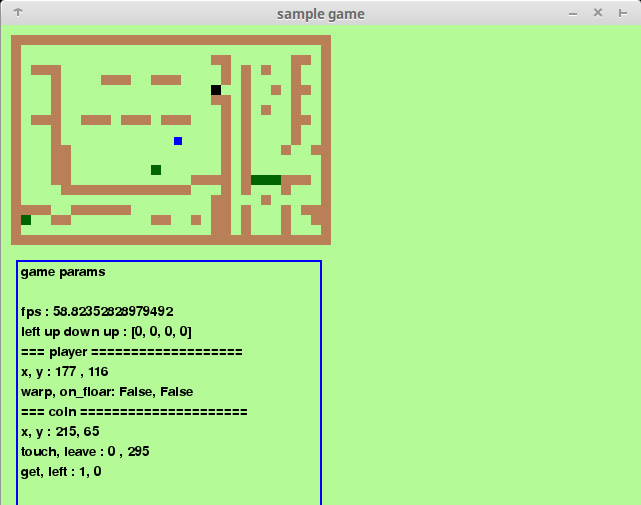 sample game
game params
fps : 58.82352828979492
left up down up : [0, 0, 0, 0]
=== player ===================
x, y : 177 , 116
warp, on_floar: False, False
=== coin =====================
x, y : 215, 65
touch, leave : 0 , 295
get, left : 1, 0